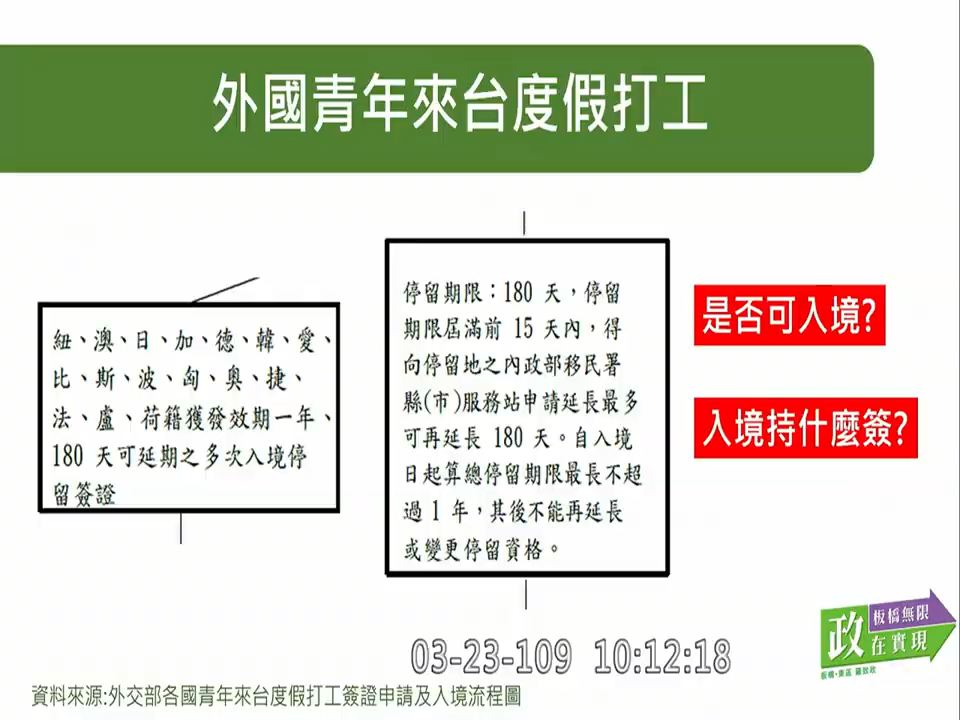 外國青年來台度假打工
紐、澳、日、加、德、韓、愛、
比、斯、波、匈、奧、捷、
法、盧、荷籍獲發效期一年、
180 天可延期之多次入境停
留簽證
停留期限：180 天，停留
期限屆滿前 15 天內，得
向停留地之內政部移民署
縣(市)服務站申請延長最多
可再延長 180 天。自入境
日起算總停留期限最長不超
過 1 年，其後不能再延長
或變更停留資格。
是否可入境?
入境持什麼簽?
板橋無限
政在實現
板橋•東區 羅致政
03-23-109 10:12:18
資料來源:外交部各國青年來台度假打工簽證申請及入境流程圖